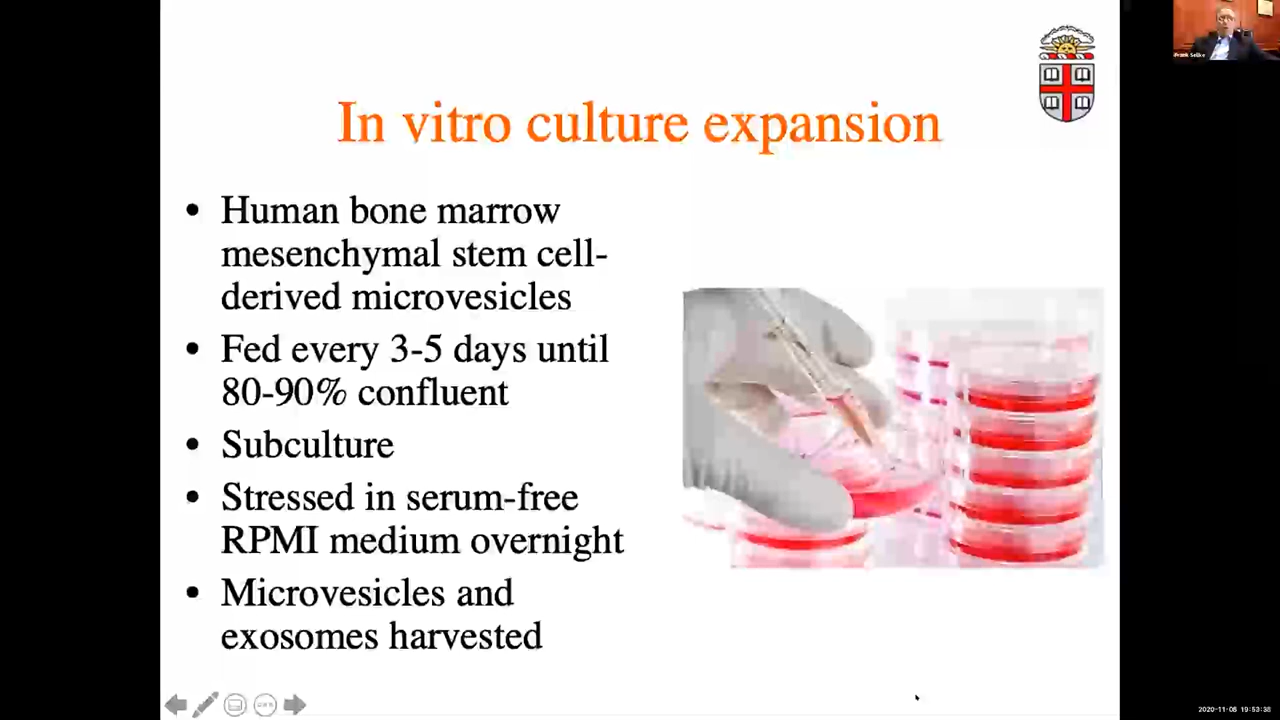 In vitro culture expansion
• Human bone marrow
mesenchymal stem cell-
derived microvesicles
• Fed every 3-5 days until
80-90% confluent
• Subculture
• Stressed in serum-free
RPMI medium overnight
• Microvesicles and
exosomes harvested
Frank Sellke
2020-11-08 19:53:38